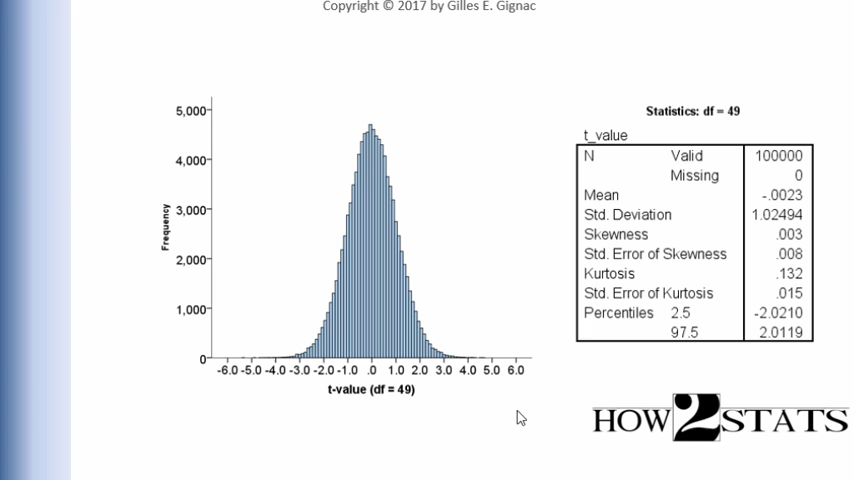 Copyright © 2017 by Gilles E. Gignac
5,000
4,000
3,000
2,000
1,000
0
Frequency
-6.0 -5.0 -4.0 -3.0 -2.0 -1.0 .0 1.0 2.0 3.0 4.0 5.0 6.0
t-value (df = 49)
Statistics: df = 49
t_value
N Valid 100000
Missing 0
Mean -.0023
Std. Deviation 1.02494
Skewness .003
Std. Error of Skewness .008
Kurtosis .132
Std. Error of Kurtosis .015
Percentiles 2.5 -2.0210
97.5 2.0119
HOW2STATS